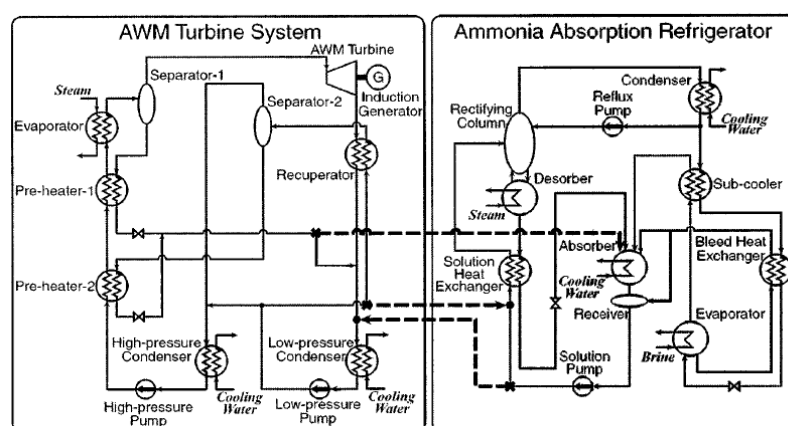 AWM Turbine System
AWM Turbine
Separator-1
Steam
Separator-2
G
Induction
Generator
Evaporator
Recuperator
Pre-heater-1
Pre-heater-2
High-pressure
Condenser
Low-pressure
Condenser
Cooling
Water
High-pressure
Pump
Low-pressure
Pump
Cooling
Water
Ammonia Absorption Refrigerator
Condenser
Rectifying
Column
Reflux
Pump
Cooling
Water
Desorber
Sub-cooler
Steam
Absorber
Bleed Heat
Exchanger
Solution
Heat
Exchanger
Cooling
Water
Receiver
Evaporator
Solution
Pump
Brine